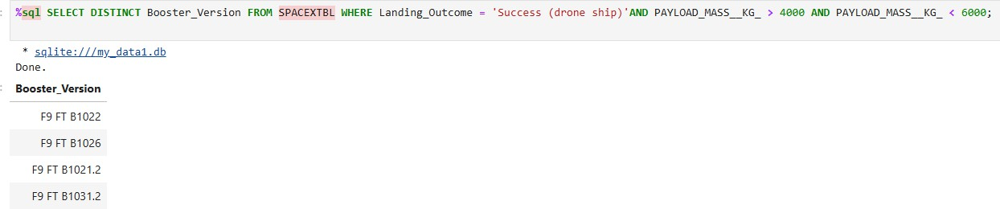 %sql SELECT DISTINCT Booster_Version FROM SPACEXTBL WHERE Landing_Outcome = 'Success (drone ship)'AND PAYLOAD_MASS__KG_ > 4000 AND PAYLOAD_MASS__KG_ < 6000;
* sqlite:///my_data1.db
Done.
Booster_Version
F9 FT B1022
F9 FT B1026
F9 FT B1021.2
F9 FT B1031.2